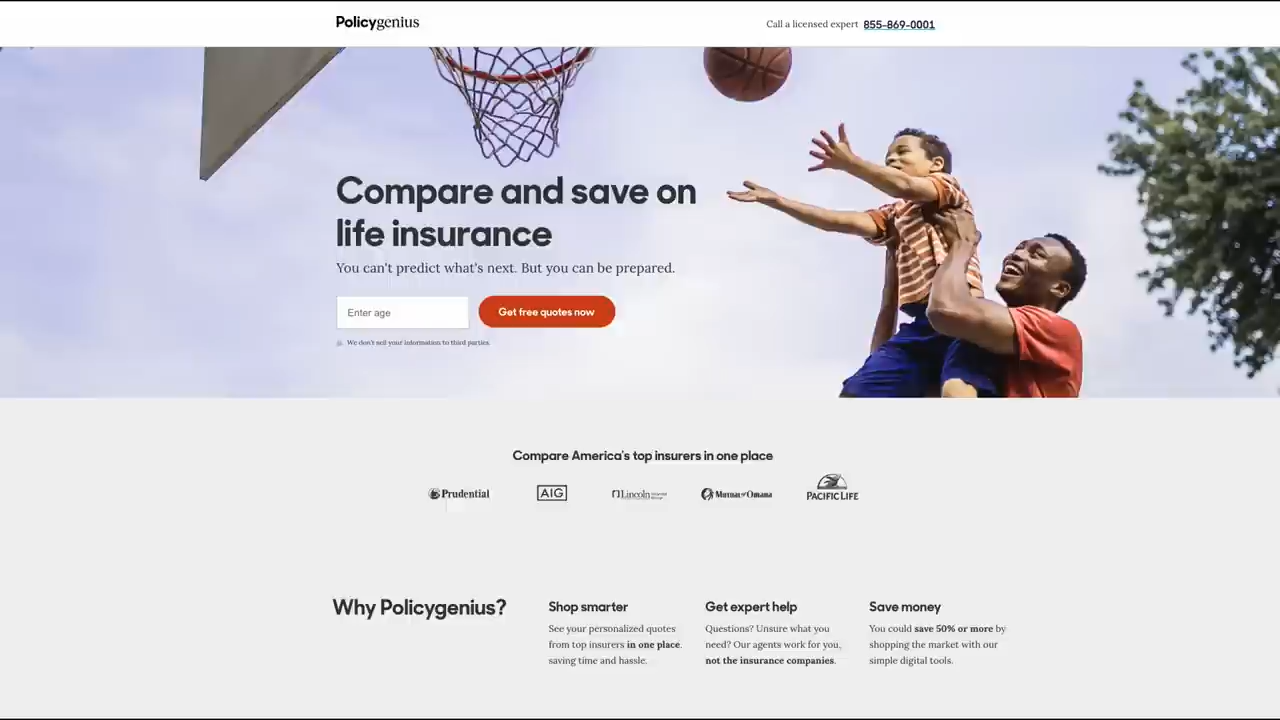 Policygenius
Call a licensed expert 855-869-0001
Compare and save on
life insurance
You can't predict what's next. But you can be prepared.
Enter age
Get free quotes now
We don't sell your information to third parties.
Compare America's top insurers in one place
Prudential
AIG
Lincoln Financial Group
Mutual of Omaha
PACIFIC LIFE
Why Policygenius?
Shop smarter
See your personalized quotes
from top insurers in one place,
saving time and hassle.
Get expert help
Questions? Unsure what you
need? Our agents work for you,
not the insurance companies.
Save money
You could save 50% or more by
shopping the market with our
simple digital tools.